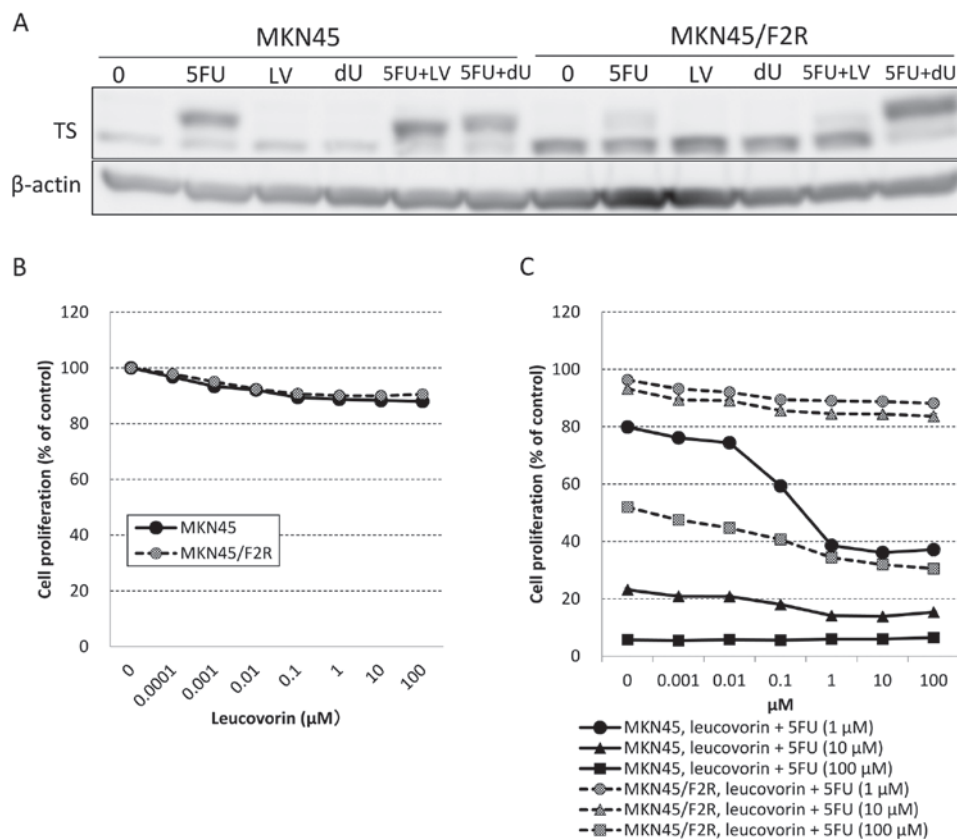 A
MKN45 MKN45/F2R
0 5FU LV dU 5FU+LV 5FU+dU 0 5FU LV dU 5FU+LV 5FU+dU
TS
β-actin
B
Cell proliferation (% of control)
120
100
80
60
40
20
0
MKN45
MKN45/F2R
0 0.0001 0.001 0.01 0.1 1 10 100
Leucovorin (μM)
C
Cell proliferation (% of control)
120
100
80
60
40
20
0
0 0.001 0.01 0.1 1 10 100
μM
MKN45, leucovorin + 5FU (1 μM)
MKN45, leucovorin + 5FU (10 μM)
MKN45, leucovorin + 5FU (100 μM)
MKN45/F2R, leucovorin + 5FU (1 μM)
MKN45/F2R, leucovorin + 5FU (10 μM)
MKN45/F2R, leucovorin + 5FU (100 μM)